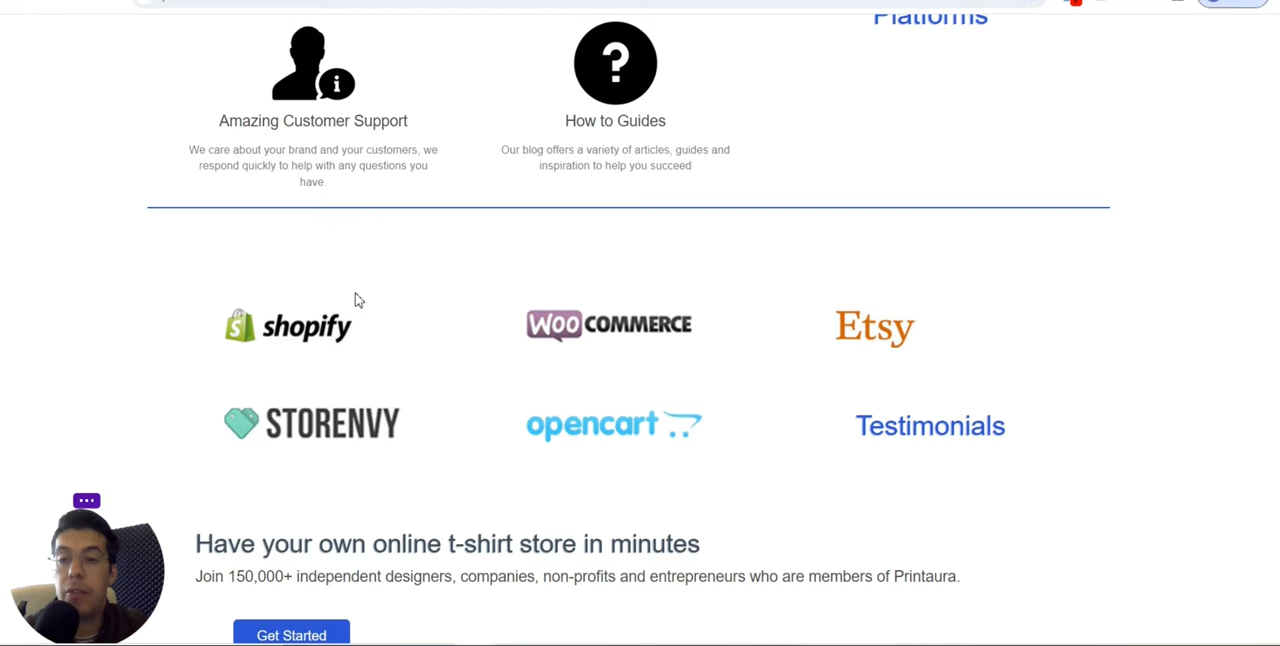 Platforms
Amazing Customer Support
We care about your brand and your customers, we
respond quickly to help with any questions you
have.
How to Guides
Our blog offers a variety of articles, guides and
inspiration to help you succeed
shopify
WOO COMMERCE
Etsy
STORENVY
opencart
Testimonials
Have your own online t-shirt store in minutes
Join 150,000+ independent designers, companies, non-profits and entrepreneurs who are members of Printaura.
Get Started